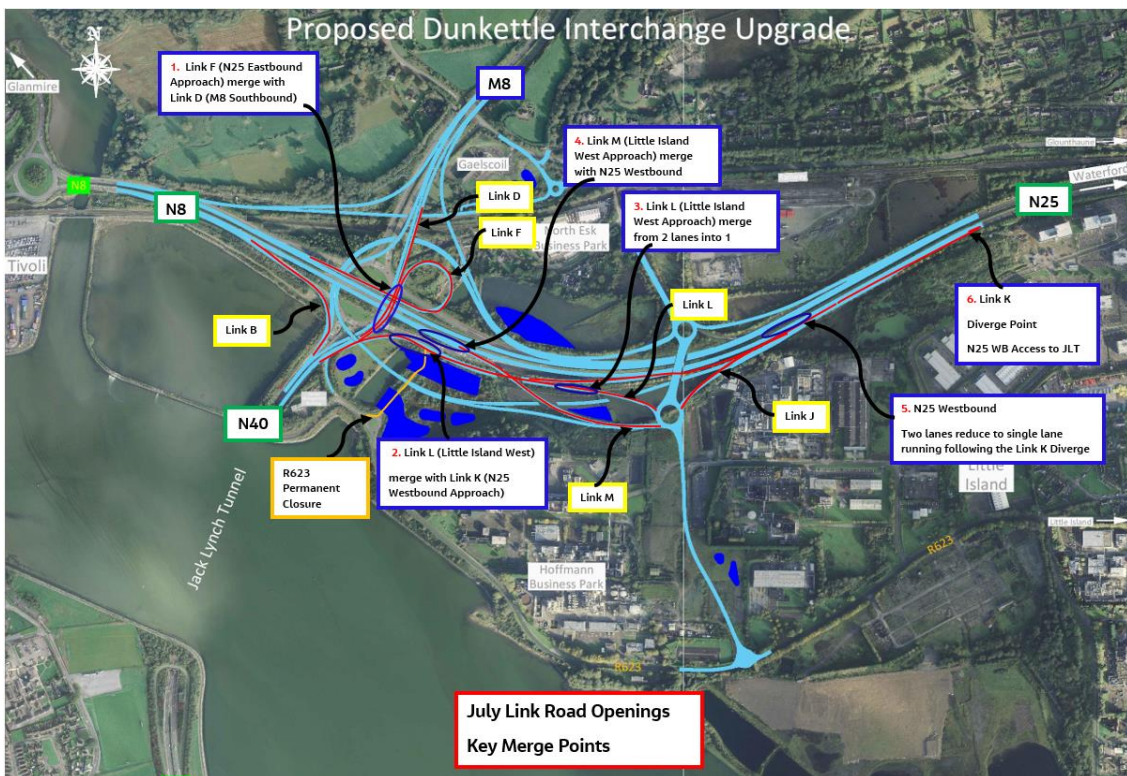 Proposed Dunkettle Interchange Upgrade
N
Glanmire
1. Link F (N25 Eastbound
Approach) merge with
Link D (M8 Southbound)
M8
4. Link M (Little Island
West Approach) merge
with N25 Westbound
Gaelscoil
Glounthaune
Waterford
N8
N8
Link D
Link F
North Esk
Business Park
3. Link L (Little Island
West Approach) merge
from 2 lanes into 1
N25
Tivoli
Link B
Link L
6. Link K
Diverge Point
N25 WB Access to JLT
N40
Link J
5. N25 Westbound
Two lanes reduce to single lane
running following the Link K Diverge
R623
Permanent
Closure
2. Link L (Little Island West)
merge with Link K (N25
Westbound Approach)
Link M
Little
Island
Little Island
Jack Lynch Tunnel
Hoffmann
Business Park
R623
R623
July Link Road Openings
Key Merge Points